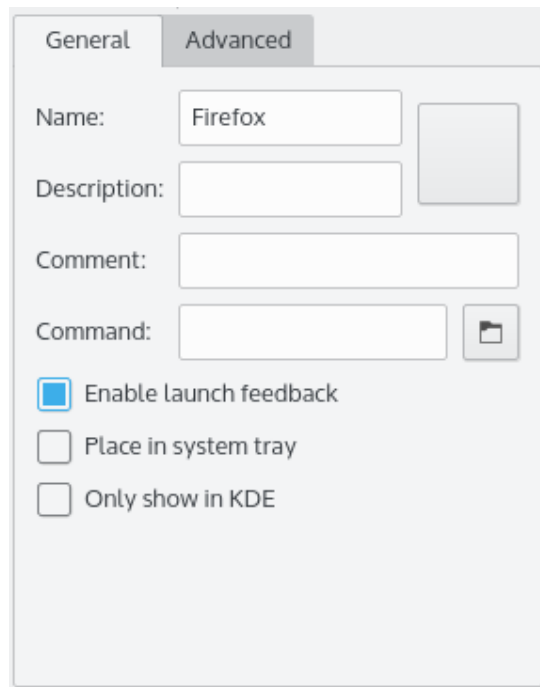 General Advanced
Name: Firefox
Description:
Comment:
Command:
Enable launch feedback
Place in system tray
Only show in KDE